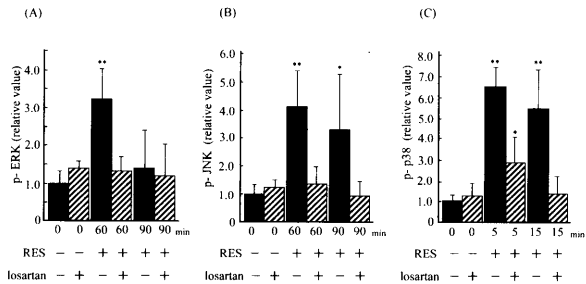 (A) (B) (C)
p- ERK (relative value)
4.0
3.0
2.0
1.0
0
**
0 0 60 60 90 90 min
p- JNK (relative value)
6.0
5.0
4.0
3.0
2.0
1.0
0
** *
0 0 60 60 90 90 min
p- p38 (relative value)
8.0
7.0
6.0
5.0
4.0
3.0
2.0
1.0
0
** * **
0 0 5 5 15 15 min
RES − − + + + + RES − − + + + + RES − − + + + +
losartan − + − + − + losartan − + − + − + losartan − + − + − +